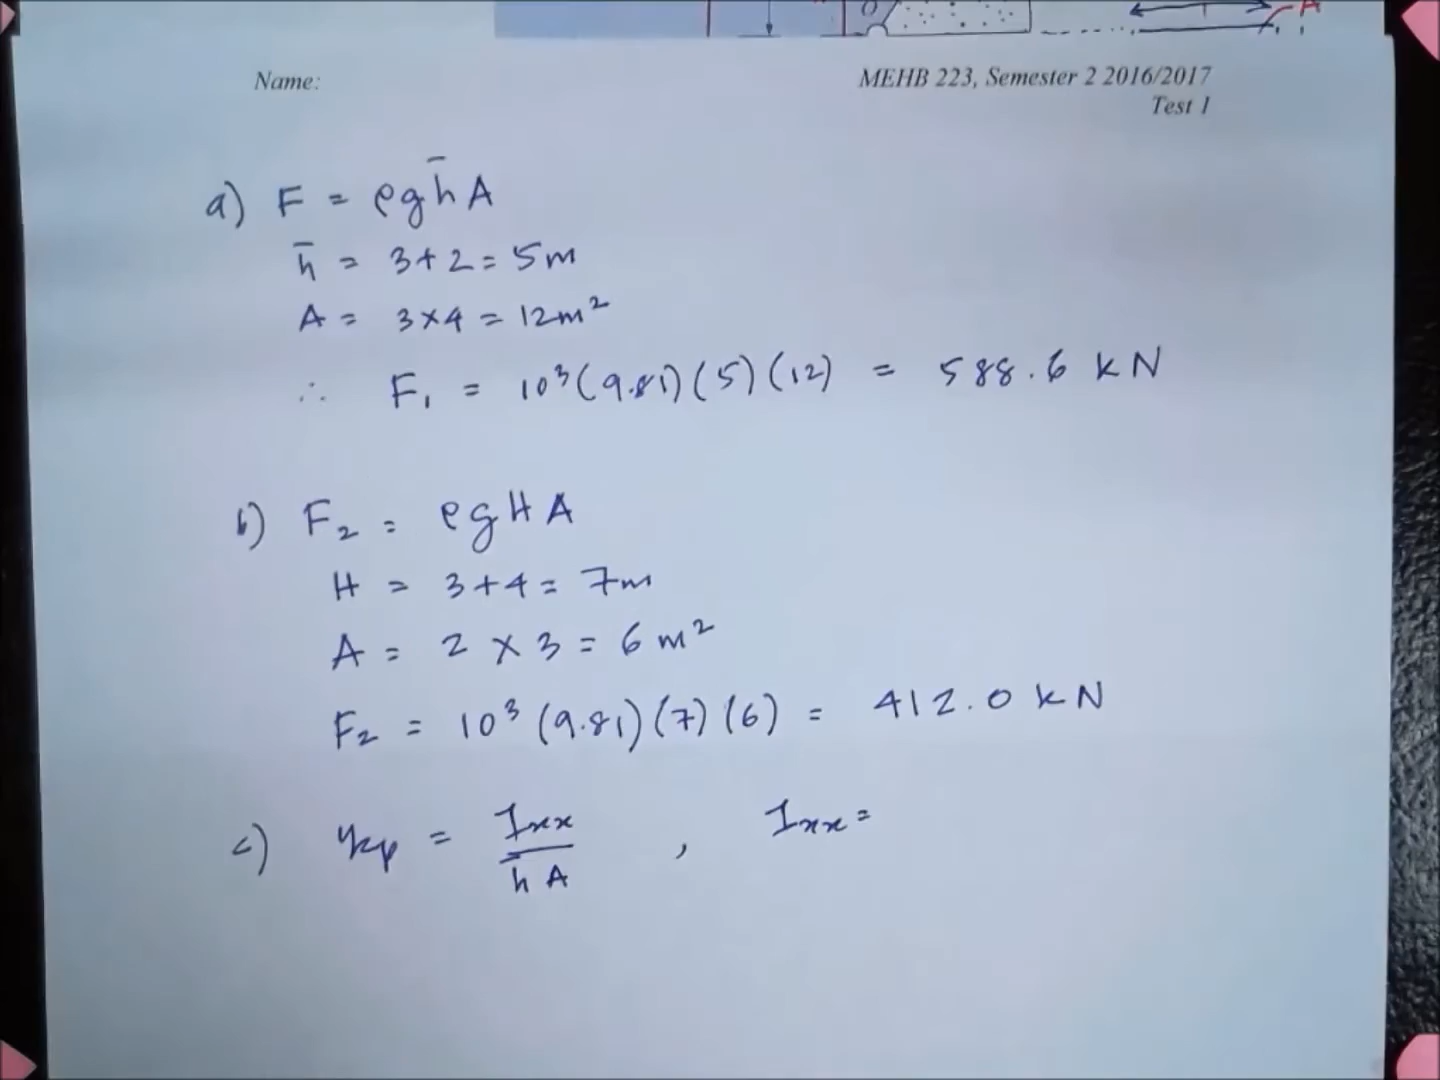 O A
Name: MEHB 223, Semester 2 2016/2017
Test 1
a) F = ρgh̄A
h̄ = 3+2 = 5m
A = 3×4 = 12m²
∴ F₁ = 10³(9.81)(5)(12) = 588.6 kN
b) F₂ = ρgHA
H = 3+4 = 7m
A = 2 × 3 = 6 m²
F₂ = 10³ (9.81)(7)(6) = 412.0 kN
c) ycp = Ixx / h̄A , Ixx =